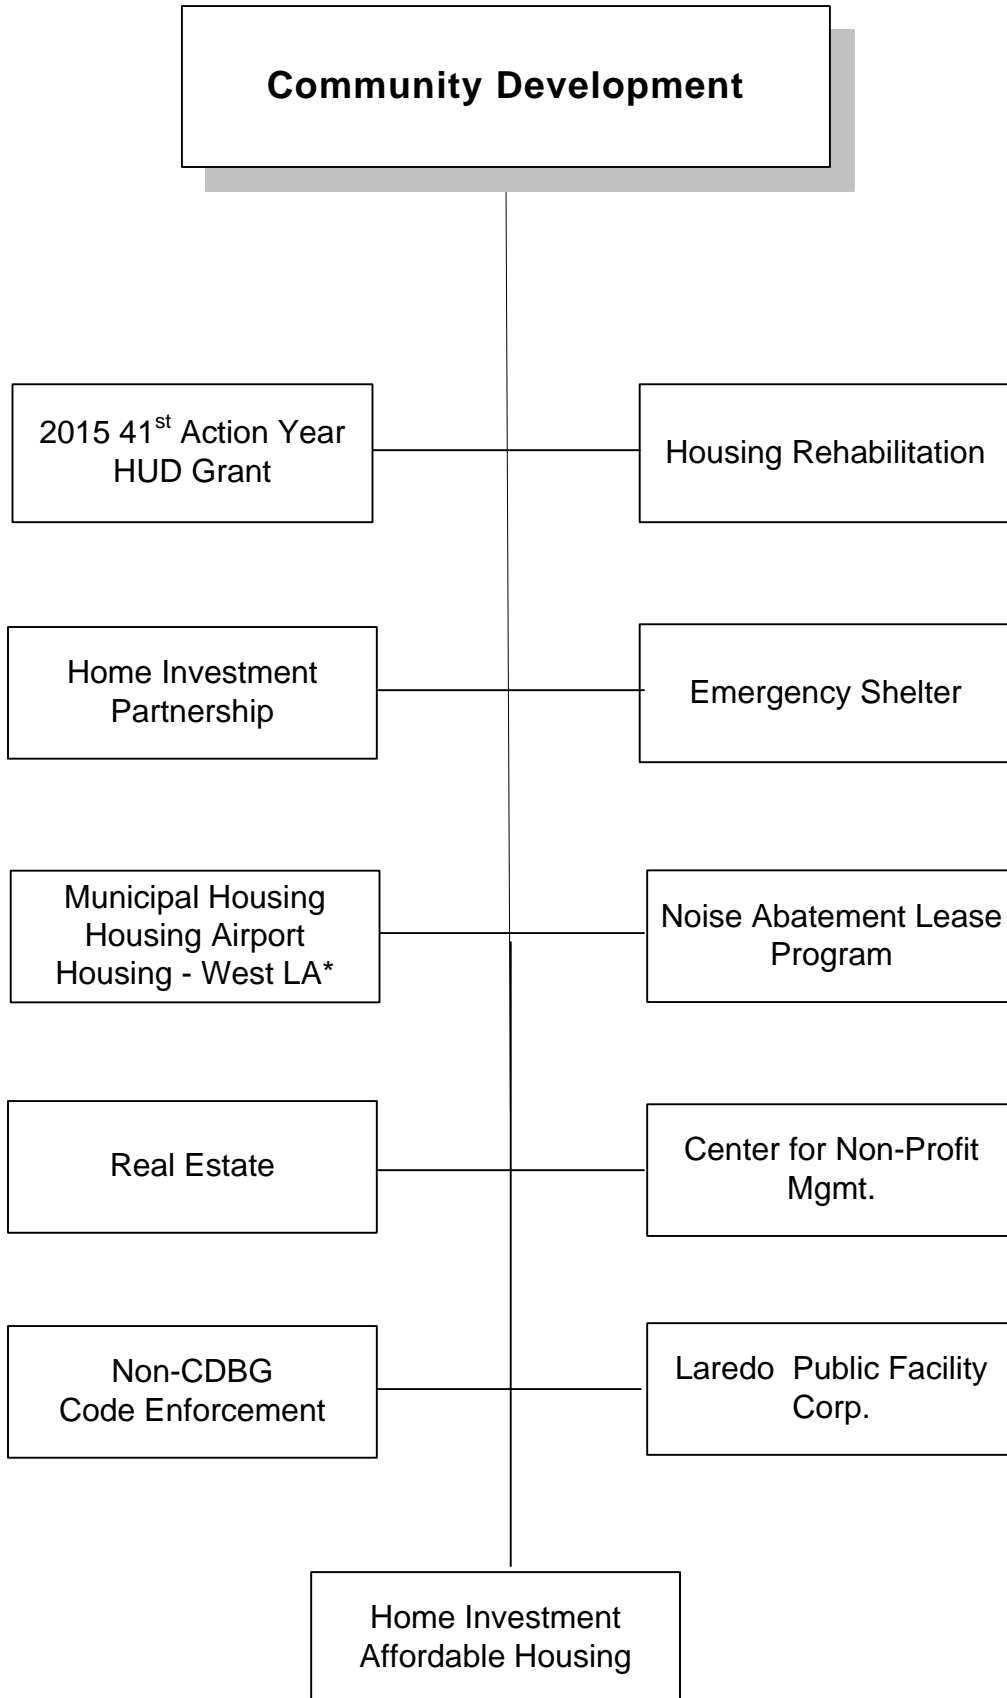 Community Development
2015 41st Action Year
HUD Grant
Housing Rehabilitation
Home Investment
Partnership
Emergency Shelter
Municipal Housing
Housing Airport
Housing - West LA*
Noise Abatement Lease
Program
Real Estate
Center for Non-Profit
Mgmt.
Non-CDBG
Code Enforcement
Laredo  Public Facility
Corp.
Home Investment
Affordable Housing